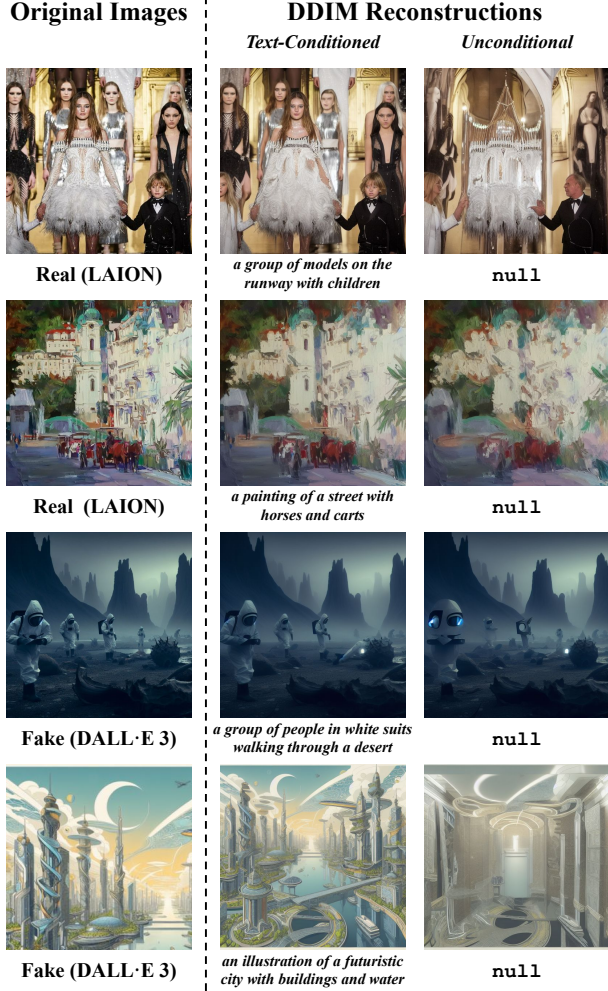 Original Images
DDIM Reconstructions
Text-Conditioned
Unconditional
Real (LAION)
a group of models on the
runway with children
null
Real (LAION)
a painting of a street with
horses and carts
null
Fake (DALL·E 3)
a group of people in white suits
walking through a desert
null
Fake (DALL·E 3)
an illustration of a futuristic
city with buildings and water
null